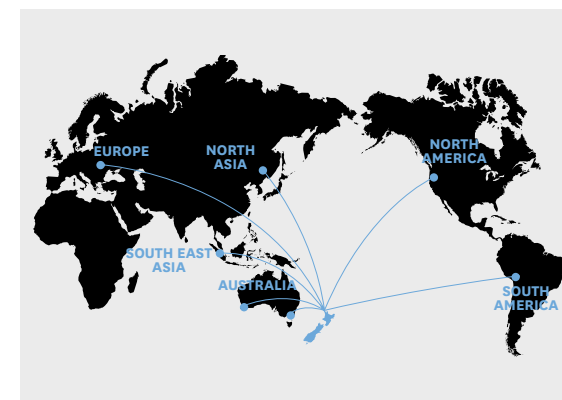 EUROPE
NORTH
ASIA
NORTH
AMERICA
SOUTH EAST
ASIA
AUSTRALIA
SOUTH
AMERICA